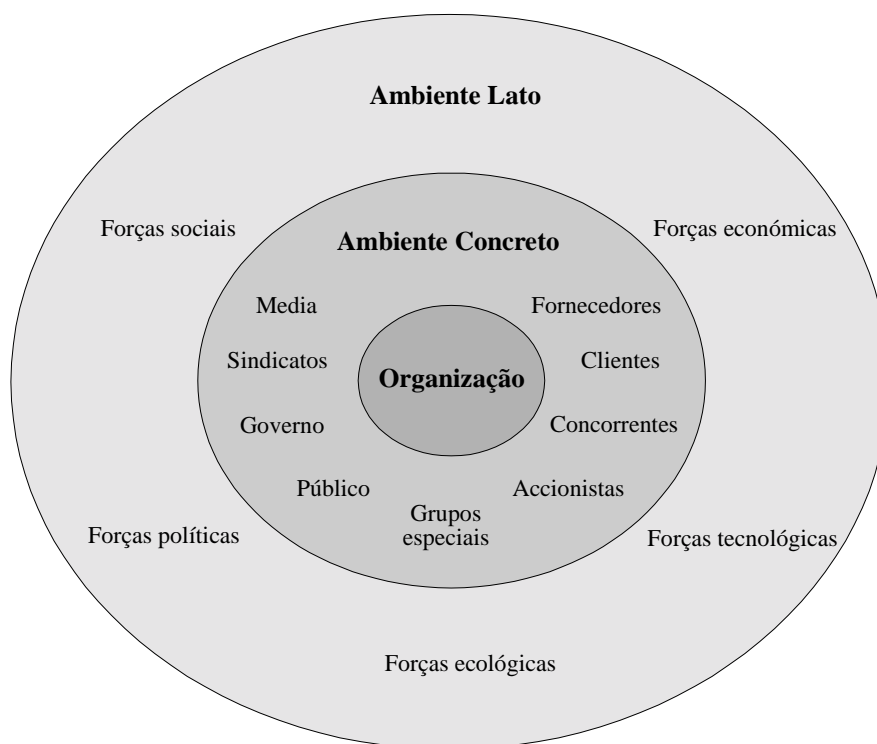 Ambiente Lato
Forças sociais
Forças económicas
Ambiente Concreto
Media
Fornecedores
Sindicatos
Clientes
Organização
Governo
Concorrentes
Público
Accionistas
Grupos
especiais
Forças políticas
Forças tecnológicas
Forças ecológicas